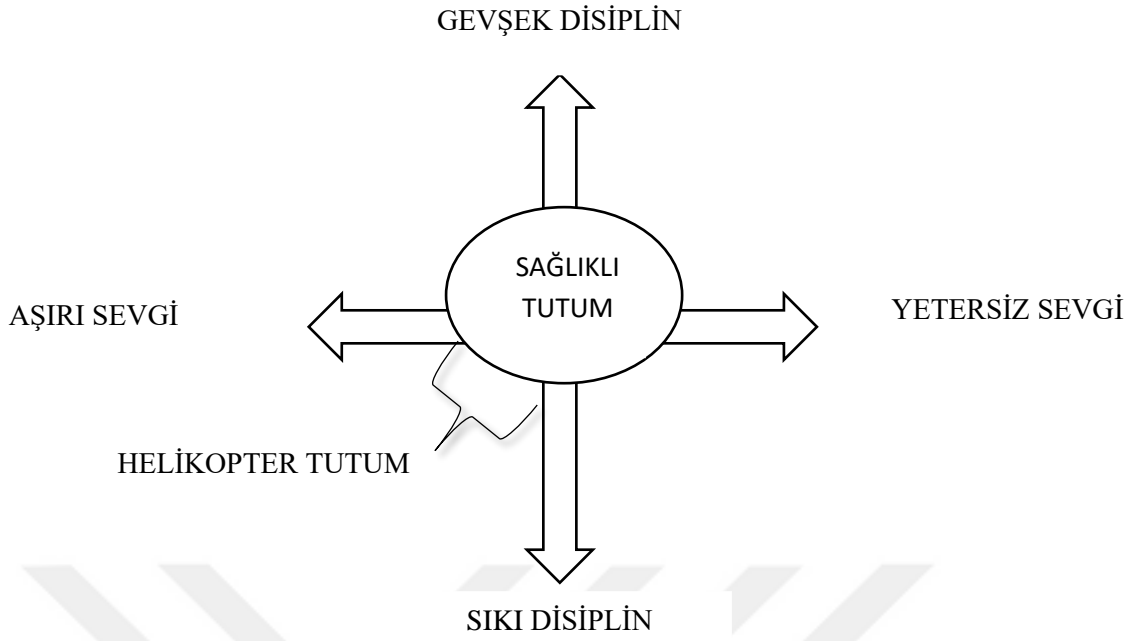 GEVŞEK DİSİPLİN
SAĞLIKLI
TUTUM
AŞIRI SEVGİ
YETERSİZ SEVGİ
HELİKOPTER TUTUM
SIKI DİSİPLİN